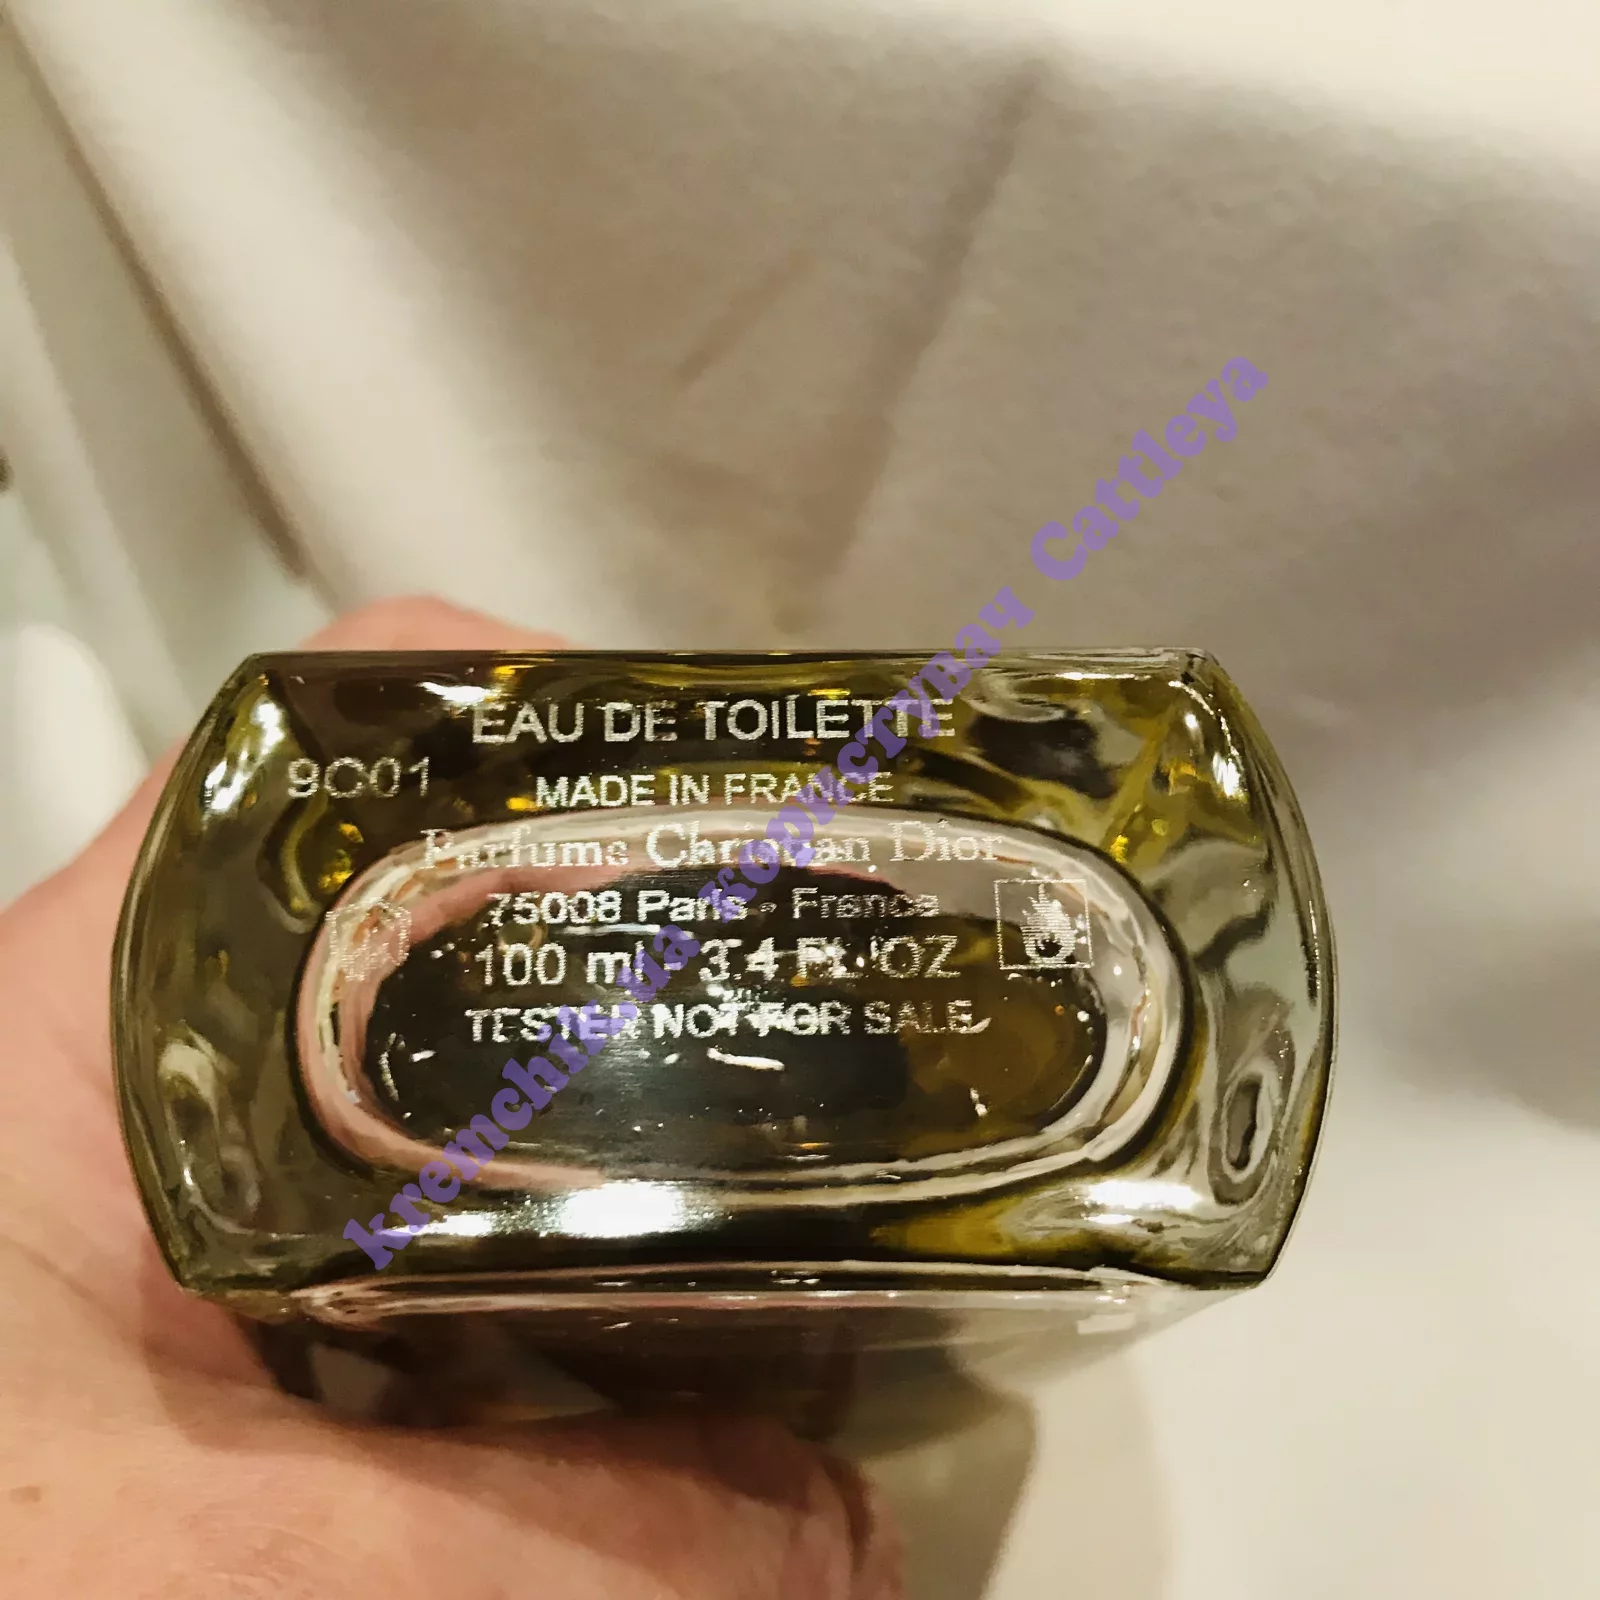 EAU DE TOILETTE
9C01
MADE IN FRANCE
Parfums Christian Dior
75008 Paris - France
100 ml - 3.4 FL/OZ
TESTER NOT FOR SALE
kremchik.ua користувач Cattleya